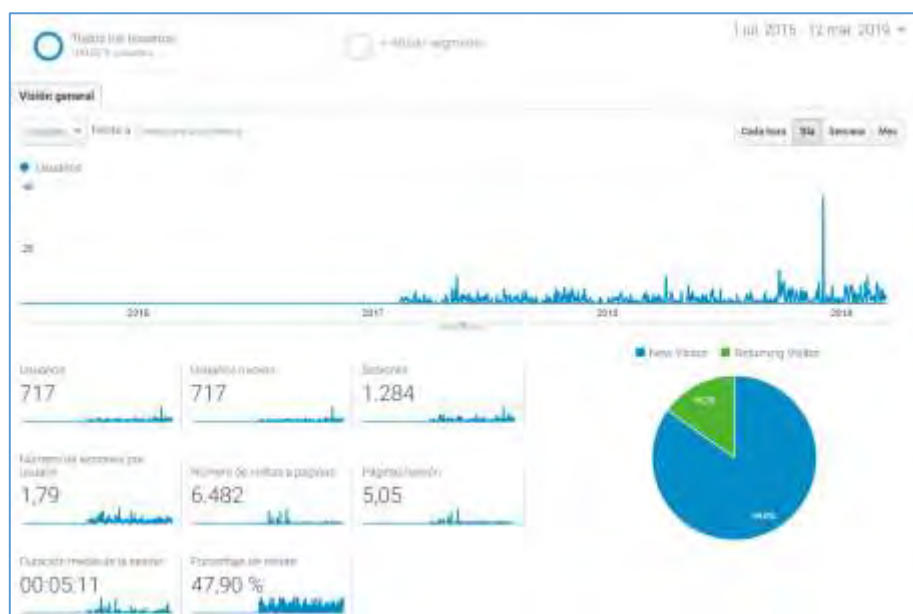 Todos los usuarios
+ Añadir segmento
1 jul. 2015 - 12 mar. 2019
Visión general
frente a
Cada hora Día Semana Mes
Usuarios
40
20
2016 2017 2018 2019
New Visitor Returning Visitor
Usuarios
717
Usuarios nuevos
717
Sesiones
1.284
Número de sesiones por usuario
1,79
Número de visitas a páginas
6.482
Páginas/sesión
5,05
Duración media de la sesión
00:05:11
Porcentaje de rebote
47,90 %